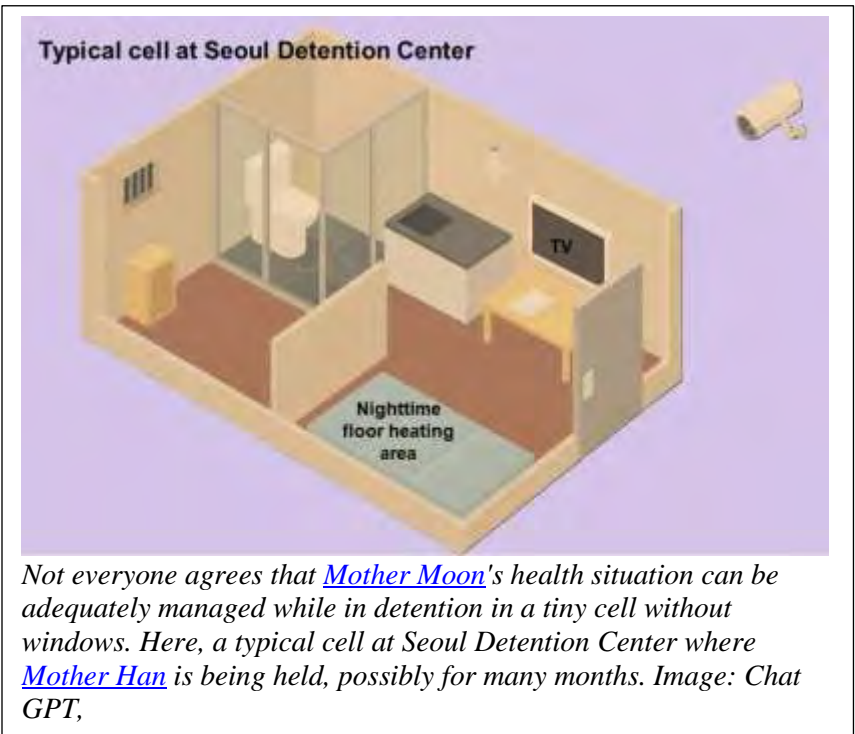 Typical cell at Seoul Detention Center
TV
Nighttime
floor heating
area
Not everyone agrees that Mother Moon's health situation can be
adequately managed while in detention in a tiny cell without
windows. Here, a typical cell at Seoul Detention Center where
Mother Han is being held, possibly for many months. Image: Chat
GPT,